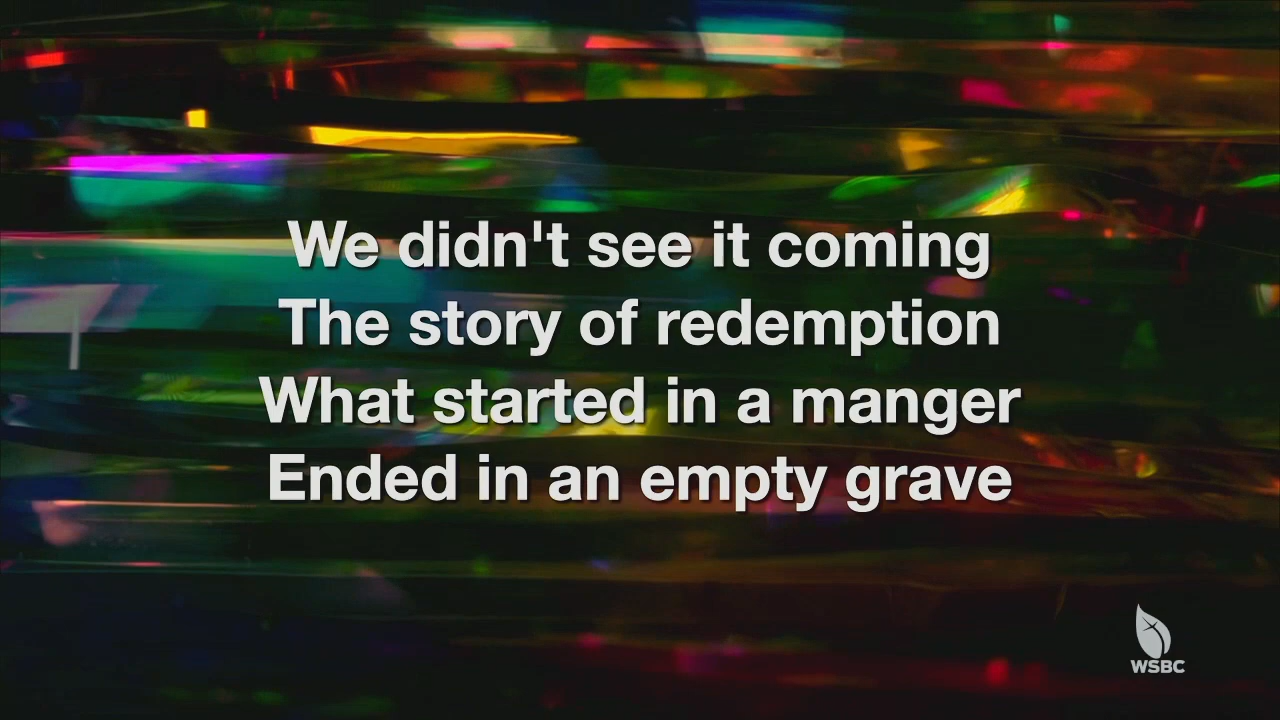 We didn't see it coming
The story of redemption
What started in a manger
Ended in an empty grave
WSBC